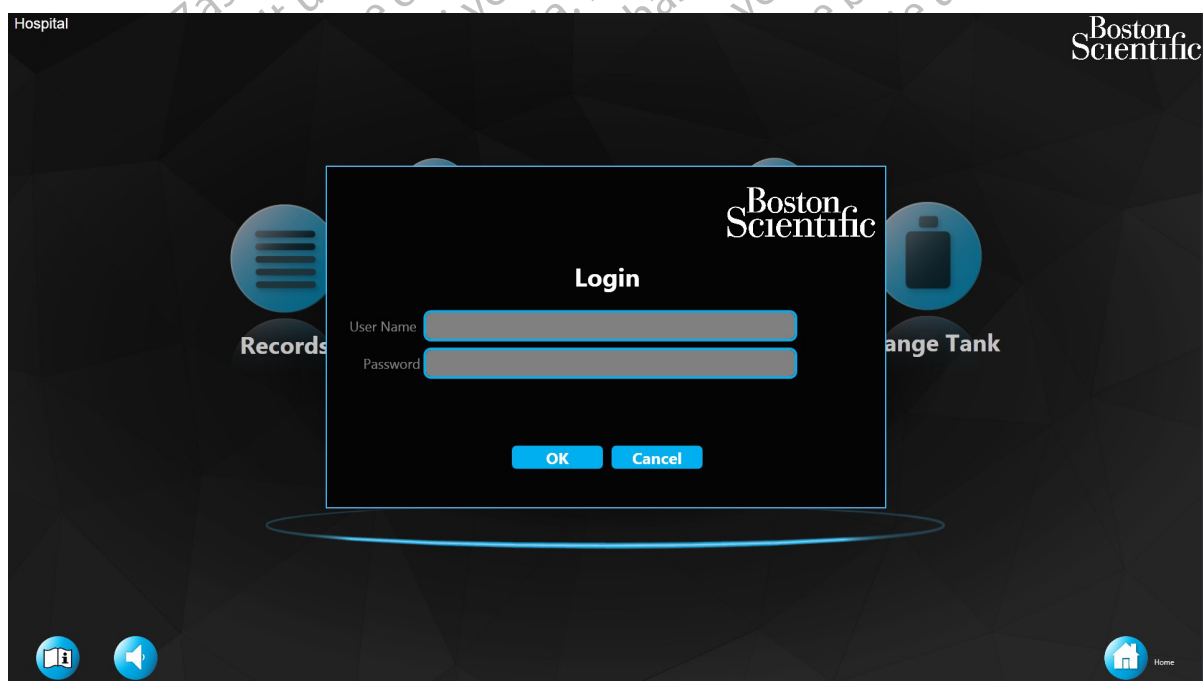 Hospital
Boston
Scientific
Boston
Scientific
Login
User Name
Password
Records
ange Tank
OK
Cancel
Home